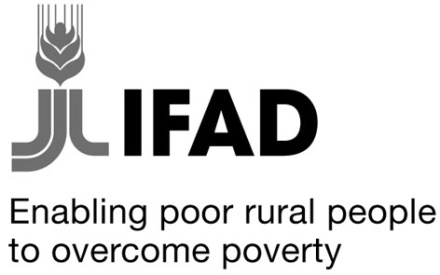 IFAD
Enabling poor rural people
to overcome poverty